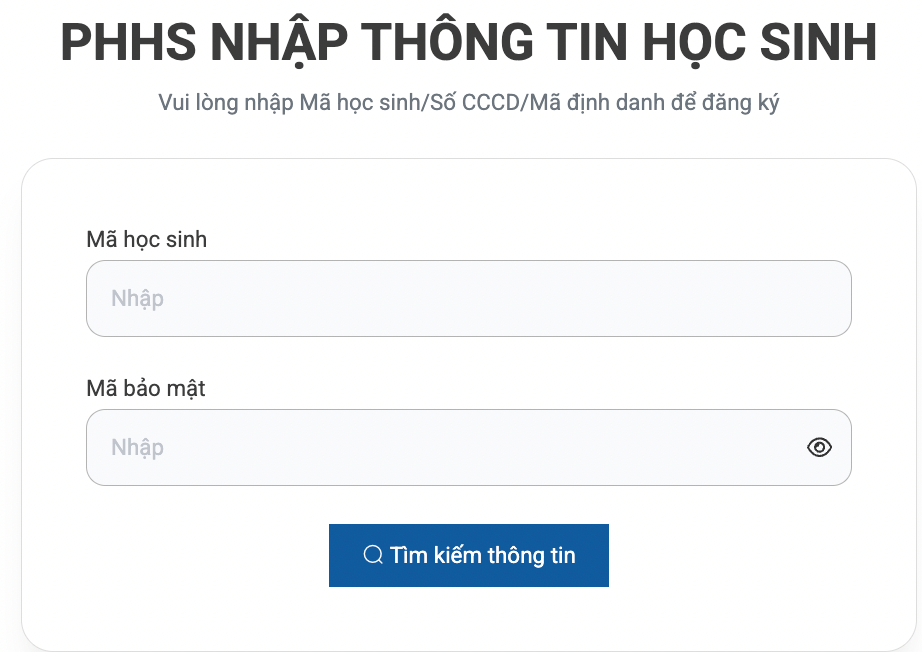 PHHS NHẬP THÔNG TIN HỌC SINH
Vui lòng nhập Mã học sinh/Số CCCD/Mã định danh để đăng ký
Mã học sinh
Nhập
Mã bảo mật
Nhập
Tìm kiếm thông tin